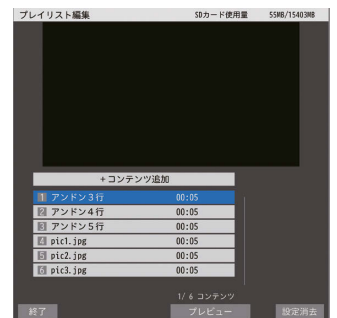 プレイリスト編集 SDカード使用量 55MB/15403MB
+コンテンツ追加
1 アンドン3行 00:05
2 アンドン4行 00:05
3 アンドン5行 00:05
4 pic1.jpg 00:05
5 pic2.jpg 00:05
6 pic3.jpg 00:05
1/ 6 コンテンツ
終了 プレビュー 設定消去